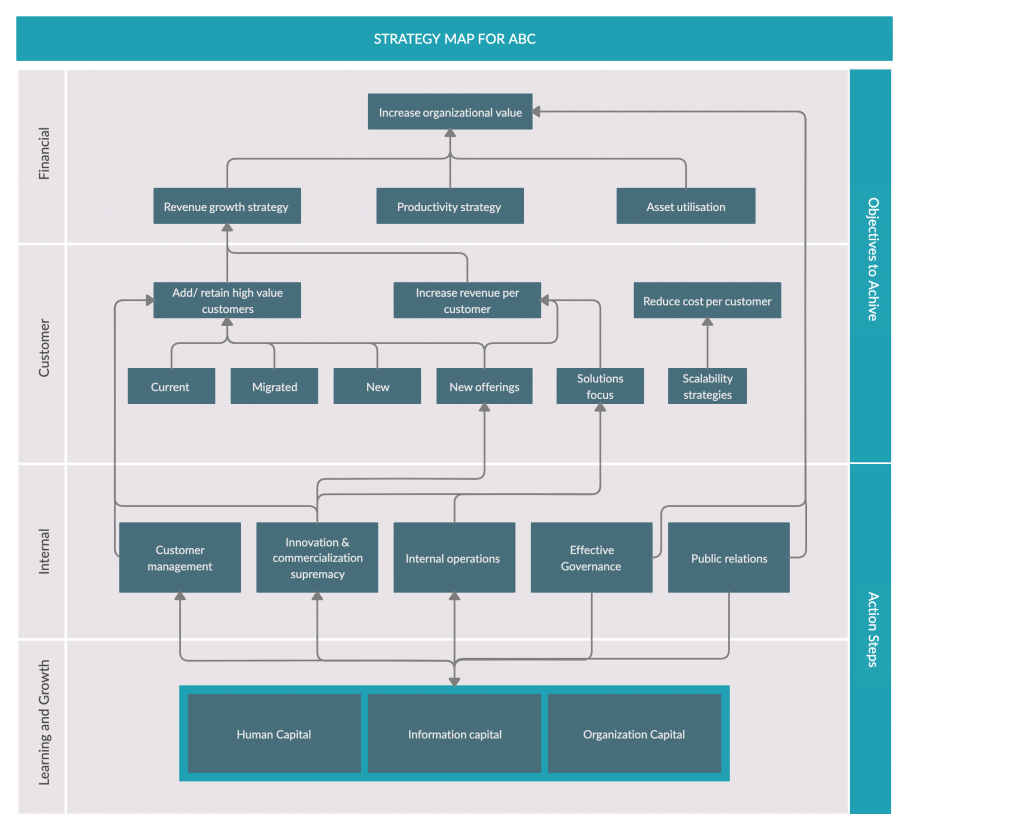 STRATEGY MAP FOR ABC
Financial
Increase organizational value
Revenue growth strategy
Productivity strategy
Asset utilisation
Objectives to Achive
Customer
Add/ retain high value
customers
Increase revenue per
customer
Reduce cost per customer
Current
Migrated
New
New offerings
Solutions
focus
Scalability
strategies
Internal
Customer
management
Innovation &
commercialization
supremacy
Internal operations
Effective
Governance
Public relations
Action Steps
Learning and Growth
Human Capital
Information capital
Organization Capital